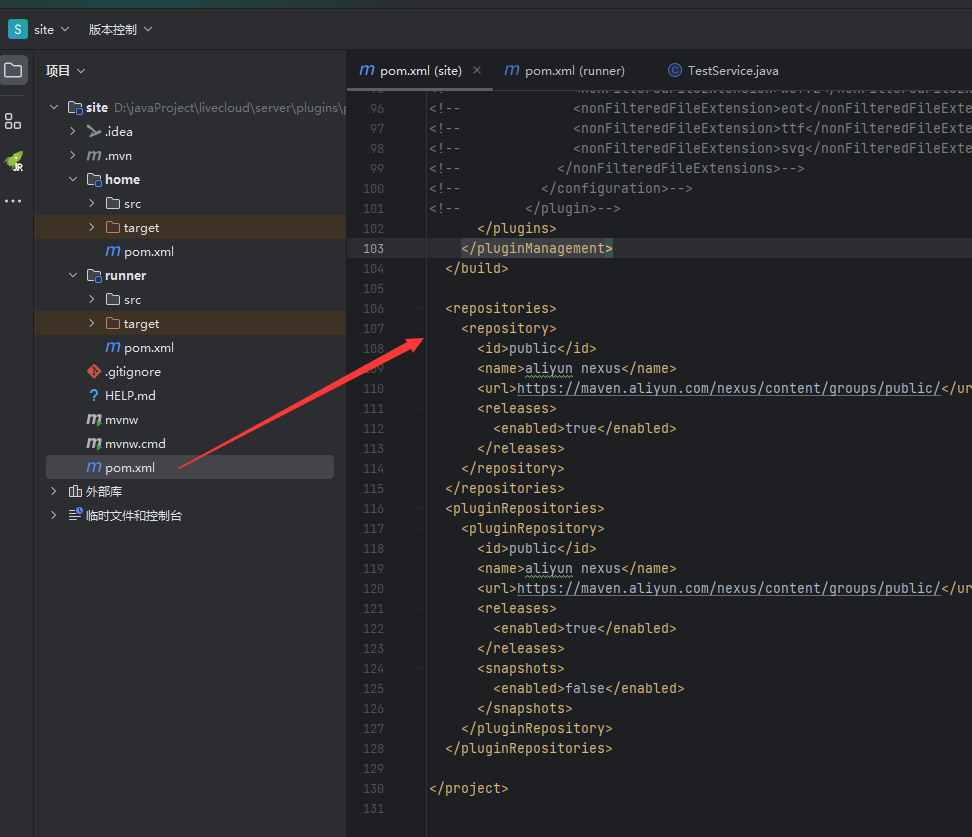 S site 版本控制
项目
pom.xml (site) pom.xml (runner) TestService.java
site D:\javaProject\livecloud\server\plugins\
.idea
.mvn
home
src
target
pom.xml
runner
src
target
pom.xml
.gitignore
HELP.md
mvnw
mvnw.cmd
pom.xml
外部库
临时文件和控制台
96 <!-- <nonFilteredFileExtension>eot</nonFilteredFileExte
97 <!-- <nonFilteredFileExtension>ttf</nonFilteredFileExte
98 <!-- <nonFilteredFileExtension>svg</nonFilteredFileExte
99 <!-- </nonFilteredFileExtensions>-->
100 <!-- </configuration>-->
101 <!-- </plugin>-->
102 </plugins>
103 </pluginManagement>
104 </build>
105
106 <repositories>
107 <repository>
108 <id>public</id>
109 <name>aliyun nexus</name>
110 <url>https://maven.aliyun.com/nexus/content/groups/public/</ur
111 <releases>
112 <enabled>true</enabled>
113 </releases>
114 </repository>
115 </repositories>
116 <pluginRepositories>
117 <pluginRepository>
118 <id>public</id>
119 <name>aliyun nexus</name>
120 <url>https://maven.aliyun.com/nexus/content/groups/public/</ur
121 <releases>
122 <enabled>true</enabled>
123 </releases>
124 <snapshots>
125 <enabled>false</enabled>
126 </snapshots>
127 </pluginRepository>
128 </pluginRepositories>
129
130 </project>
131